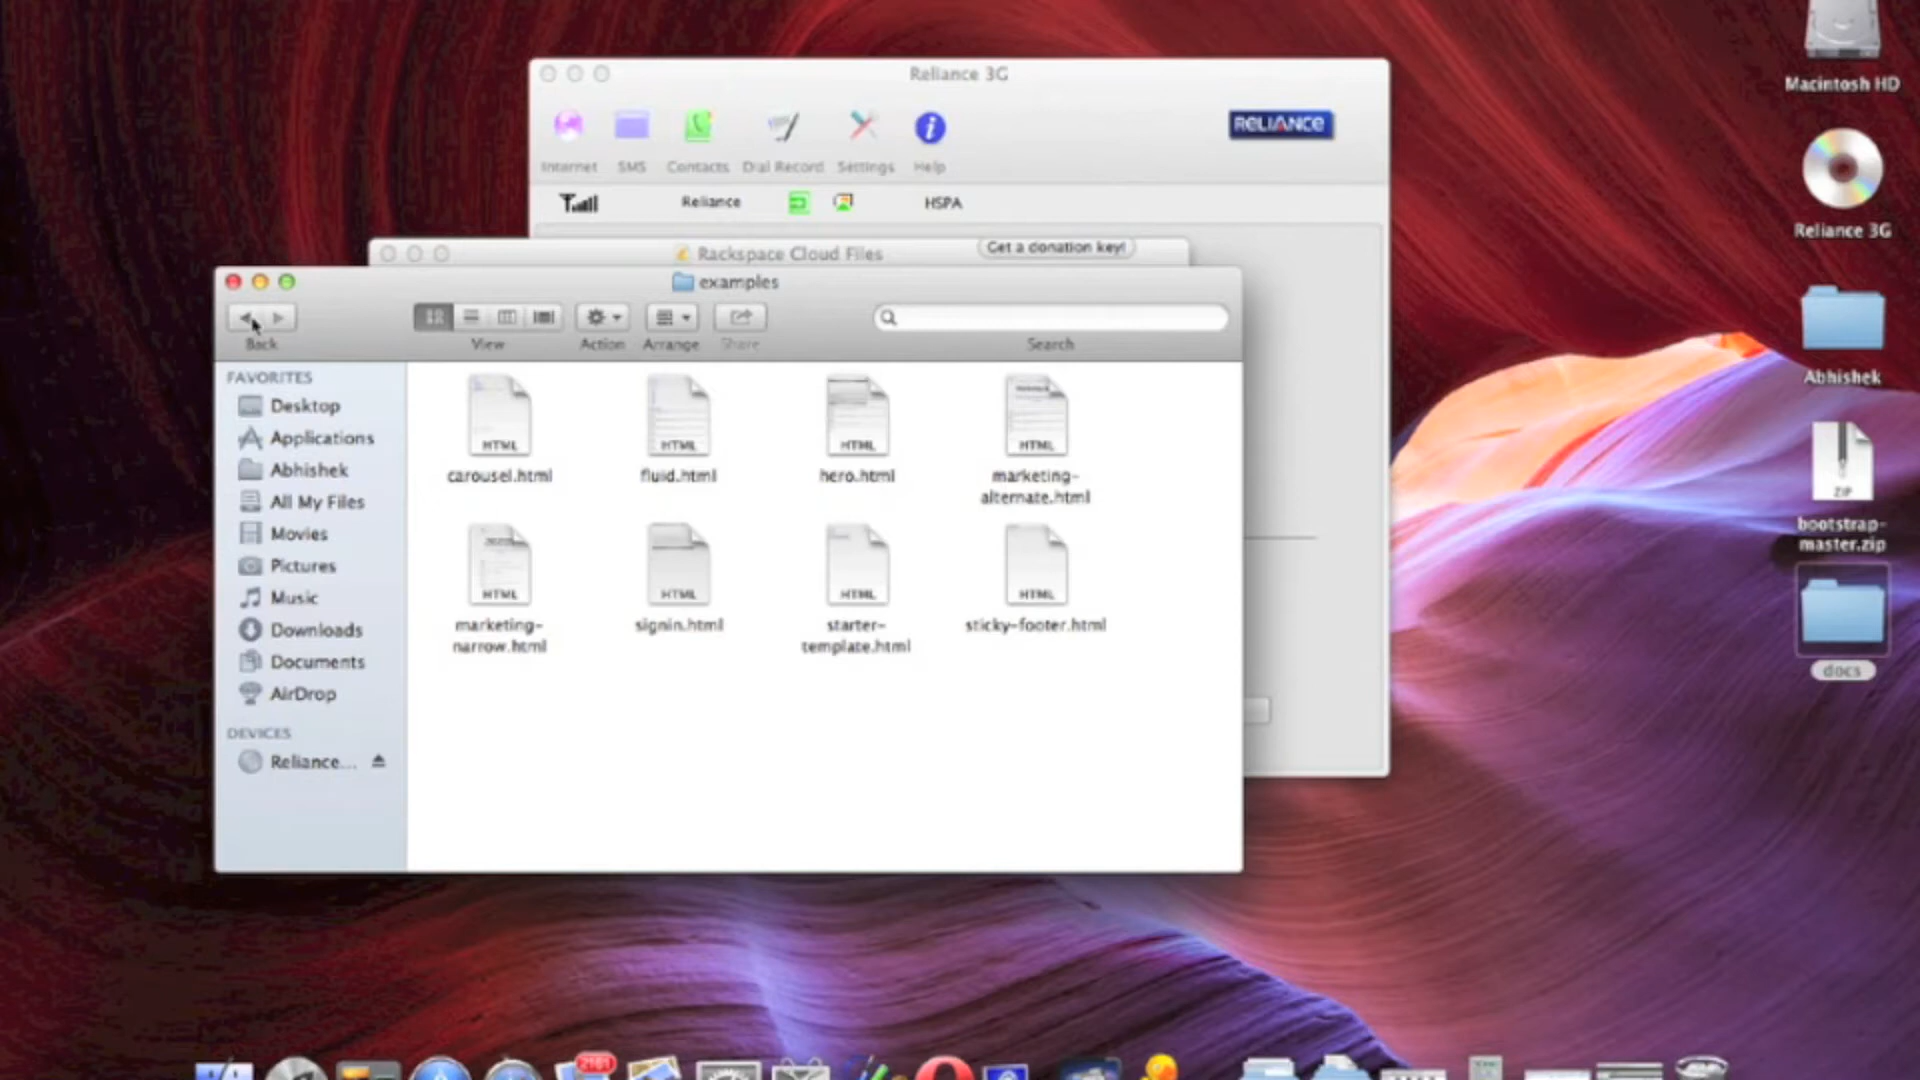 Reliance 3G
Internet SMS Contacts Dial Record Settings Help
RELIANCE
Reliance HSPA
Rackspace Cloud Files Get a donation key!
examples
Back View Action Arrange Share Search
FAVORITES
Desktop
Applications
Abhishek
All My Files
Movies
Pictures
Music
Downloads
Documents
AirDrop
DEVICES
Reliance...
HTML HTML HTML HTML
carousel.html fluid.html hero.html marketing-
alternate.html
HTML HTML HTML HTML
marketing- signin.html starter- sticky-footer.html
narrow.html template.html
Macintosh HD
Reliance 3G
Abhishek
ZIP
bootstrap-
master.zip
docs
2161